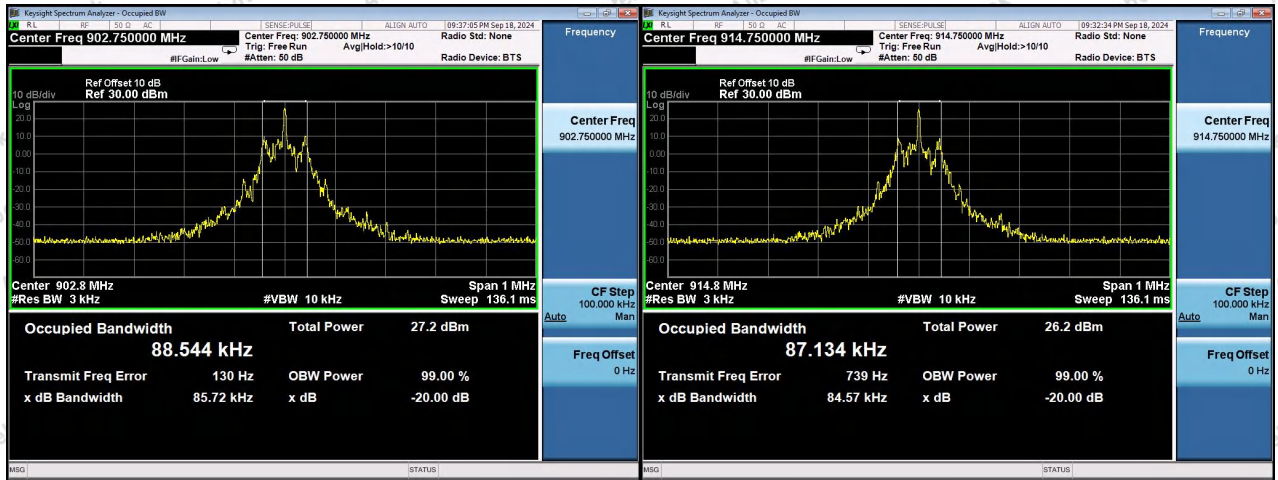 Keysight Spectrum Analyzer - Occupied BW
LXI RL RF 50 Ω AC SENSE:PULSE ALIGN AUTO 09:37:05 PM Sep 18, 2024
Center Freq 902.750000 MHz
Center Freq: 902.750000 MHz Radio Std: None
Trig: Free Run Avg|Hold:>10/10
#IFGain:Low #Atten: 50 dB Radio Device: BTS
Ref Offset 10 dB
10 dB/div Ref 30.00 dBm
Log
20.0
10.0
0.00
-10.0
-20.0
-30.0
-40.0
-50.0
-60.0
Center 902.8 MHz Span 1 MHz
#Res BW 3 kHz #VBW 10 kHz Sweep 136.1 ms
Occupied Bandwidth Total Power 27.2 dBm
88.544 kHz
Transmit Freq Error 130 Hz OBW Power 99.00 %
x dB Bandwidth 85.72 kHz x dB -20.00 dB
MSG STATUS
Frequency
Center Freq
902.750000 MHz
CF Step
100.000 kHz
Auto Man
Freq Offset
0 Hz
Keysight Spectrum Analyzer - Occupied BW
LXI RL RF 50 Ω AC SENSE:PULSE ALIGN AUTO 09:32:34 PM Sep 18, 2024
Center Freq 914.750000 MHz
Center Freq: 914.750000 MHz Radio Std: None
Trig: Free Run Avg|Hold:>10/10
#IFGain:Low #Atten: 50 dB Radio Device: BTS
Ref Offset 10 dB
10 dB/div Ref 30.00 dBm
Log
20.0
10.0
0.00
-10.0
-20.0
-30.0
-40.0
-50.0
-60.0
Center 914.8 MHz Span 1 MHz
#Res BW 3 kHz #VBW 10 kHz Sweep 136.1 ms
Occupied Bandwidth Total Power 26.2 dBm
87.134 kHz
Transmit Freq Error 739 Hz OBW Power 99.00 %
x dB Bandwidth 84.57 kHz x dB -20.00 dB
MSG STATUS
Frequency
Center Freq
914.750000 MHz
CF Step
100.000 kHz
Auto Man
Freq Offset
0 Hz